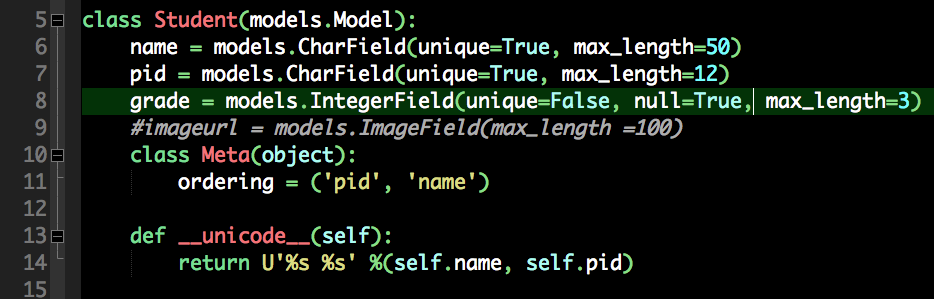 5 class Student(models.Model):
6 name = models.CharField(unique=True, max_length=50)
7 pid = models.CharField(unique=True, max_length=12)
8 grade = models.IntegerField(unique=False, null=True, max_length=3)
9 #imageurl = models.ImageField(max_length =100)
10 class Meta(object):
11 ordering = ('pid', 'name')
12
13 def __unicode__(self):
14 return U'%s %s' %(self.name, self.pid)
15